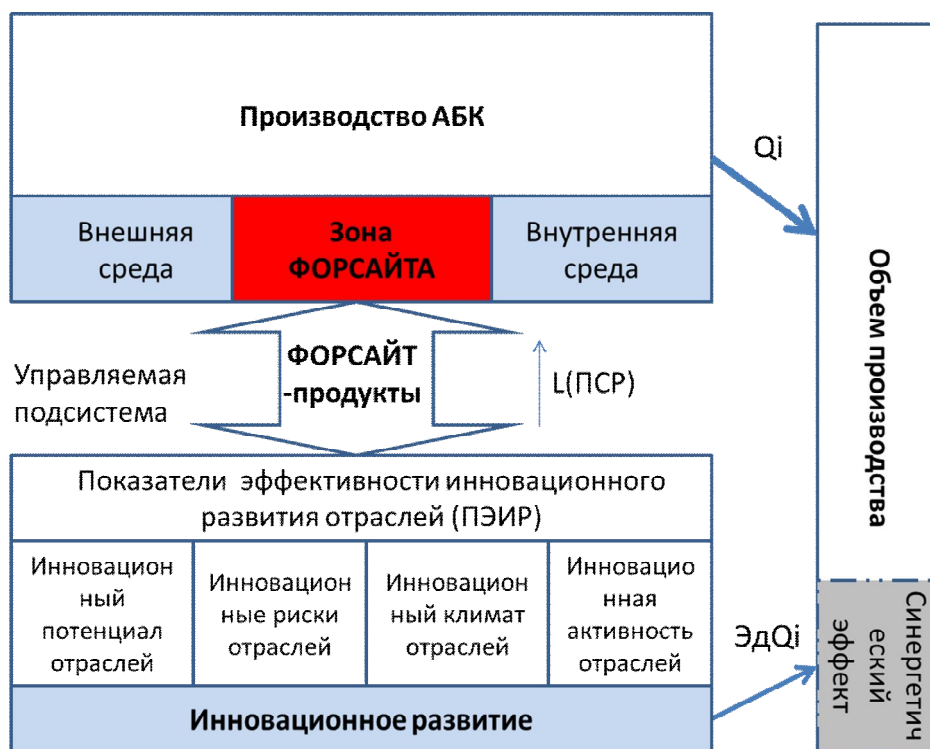 Производство АБК
Qi
Внешняя
среда
Зона
ФОРСАЙТА
Внутренняя
среда
Объем производства
Управляемая
подсистема
ФОРСАЙТ
-продукты
L(ПСР)
Показатели эффективности инновационного
развития отраслей (ПЭИР)
Инновацион
ный
потенциал
отраслей
Инновацион
ные риски
отраслей
Инновацион
ный климат
отраслей
Инновацио
нная
активность
отраслей
ЭдQi
Синергетич
еский
эффект
Инновационное развитие